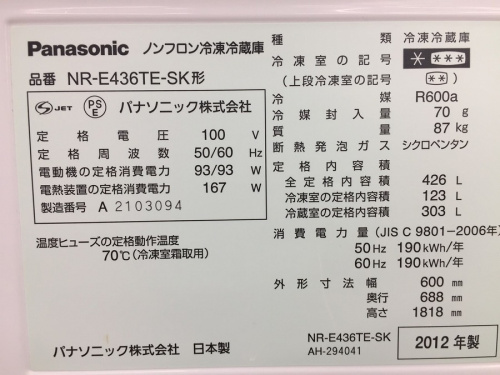 Panasonic ノンフロン冷凍冷蔵庫
品番 NR-E436TE-SK形
S JET PS E パナソニック株式会社
定格電圧 100 V
定格周波数 50/60 Hz
電動機の定格消費電力 93/93 W
電熱装置の定格消費電力 167 W
製造番号 A 2103094
温度ヒューズの定格動作温度
70℃(冷凍室霜取用)
パナソニック株式会社 日本製
種類 冷凍冷蔵庫
冷凍室の記号 * ***
(上段冷凍室の記号) (**)
冷媒 R600a
冷媒封入量 70 g
質量 87 kg
断熱発泡ガス シクロペンタン
定格内容積
全定格内容積 426 L
冷凍室の定格内容積 123 L
冷蔵室の定格内容積 303 L
消費電力量(JIS C 9801-2006年)
50Hz 190kWh/年
60Hz 190kWh/年
外形寸法 幅 600 mm
奥行 688 mm
高さ 1818 mm
NR-E436TE-SK
AH-294041
2012年製